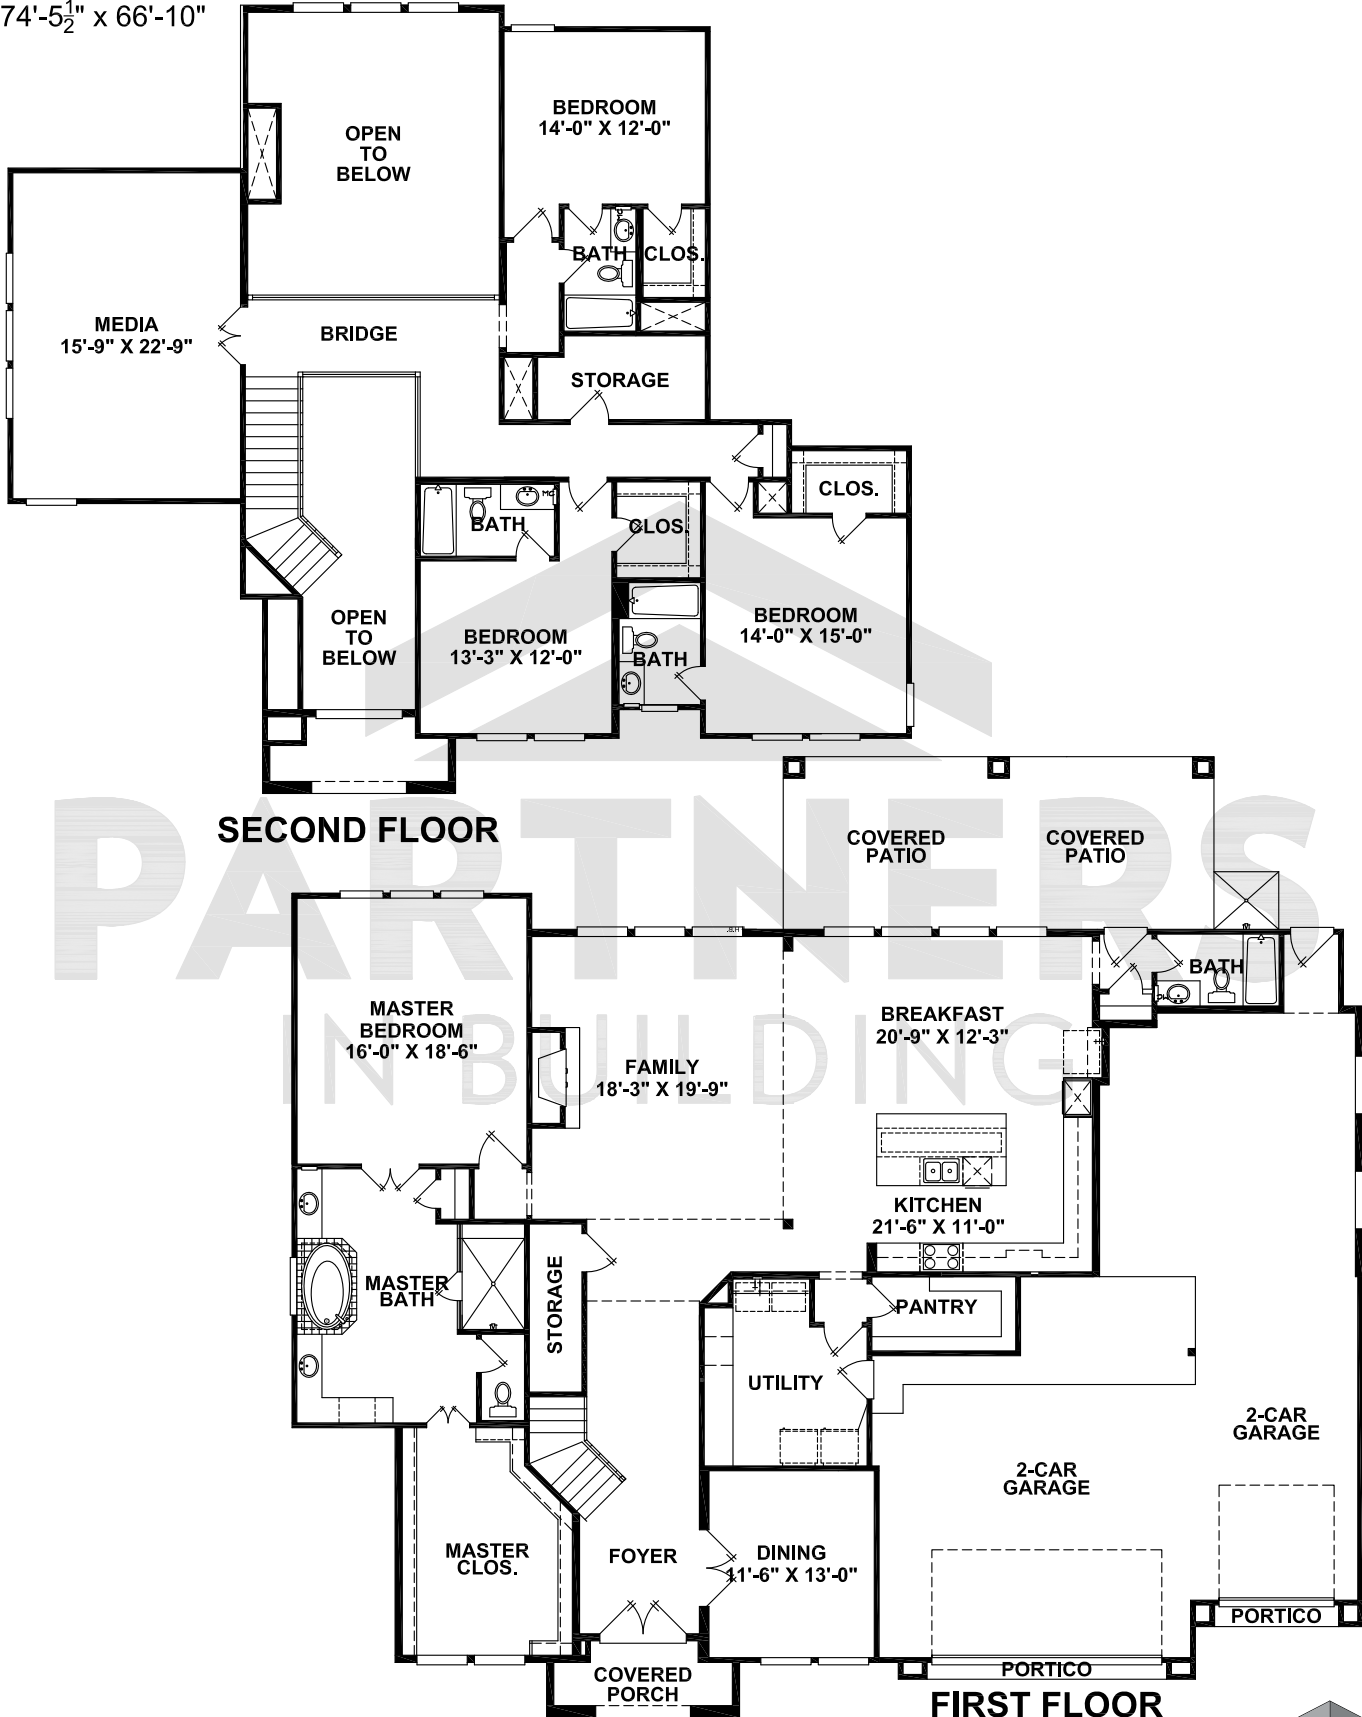 74'-5½" x 66'-10"
BEDROOM
14'-0" X 12'-0"
OPEN
TO
BELOW
BATH
CLOS.
MEDIA
15'-9" X 22'-9"
BRIDGE
STORAGE
CLOS.
BATH
CLOS.
BEDROOM
14'-0" X 15'-0"
OPEN
TO
BELOW
BEDROOM
13'-3" X 12'-0"
BATH
SECOND FLOOR
PARTNERS
IN BUILDING
COVERED
PATIO
COVERED
PATIO
H.B.
BATH
MASTER
BEDROOM
16'-0" X 18'-6"
BREAKFAST
20'-9" X 12'-3"
FAMILY
18'-3" X 19'-9"
KITCHEN
21'-6" X 11'-0"
MASTER
BATH
STORAGE
PANTRY
UTILITY
2-CAR
GARAGE
2-CAR
GARAGE
MASTER
CLOS.
FOYER
DINING
11'-6" X 13'-0"
PORTICO
COVERED
PORCH
PORTICO
FIRST FLOOR